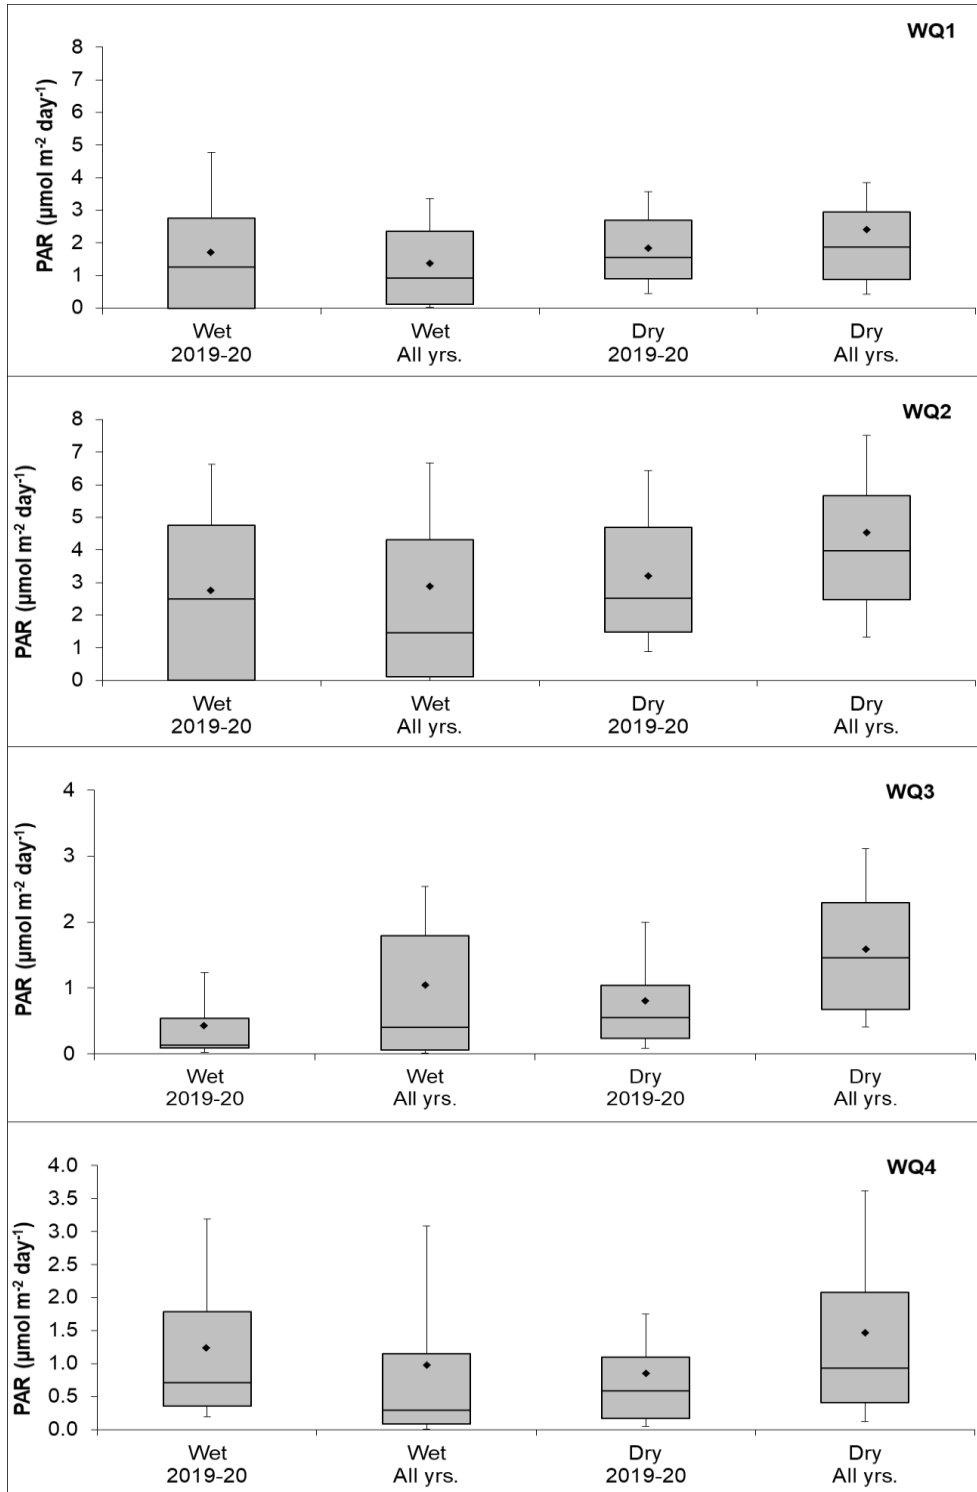 WQ1
PAR (µmol m⁻² day⁻¹)
8
7
6
5
4
3
2
1
0
Wet Wet Dry Dry
2019-20 All yrs. 2019-20 All yrs.
WQ2
PAR (µmol m⁻² day⁻¹)
8
7
6
5
4
3
2
1
0
Wet Wet Dry Dry
2019-20 All yrs. 2019-20 All yrs.
WQ3
PAR (µmol m⁻² day⁻¹)
4
3
2
1
0
Wet Wet Dry Dry
2019-20 All yrs. 2019-20 All yrs.
WQ4
PAR (µmol m⁻² day⁻¹)
4.0
3.5
3.0
2.5
2.0
1.5
1.0
0.5
0.0
Wet Wet Dry Dry
2019-20 All yrs. 2019-20 All yrs.